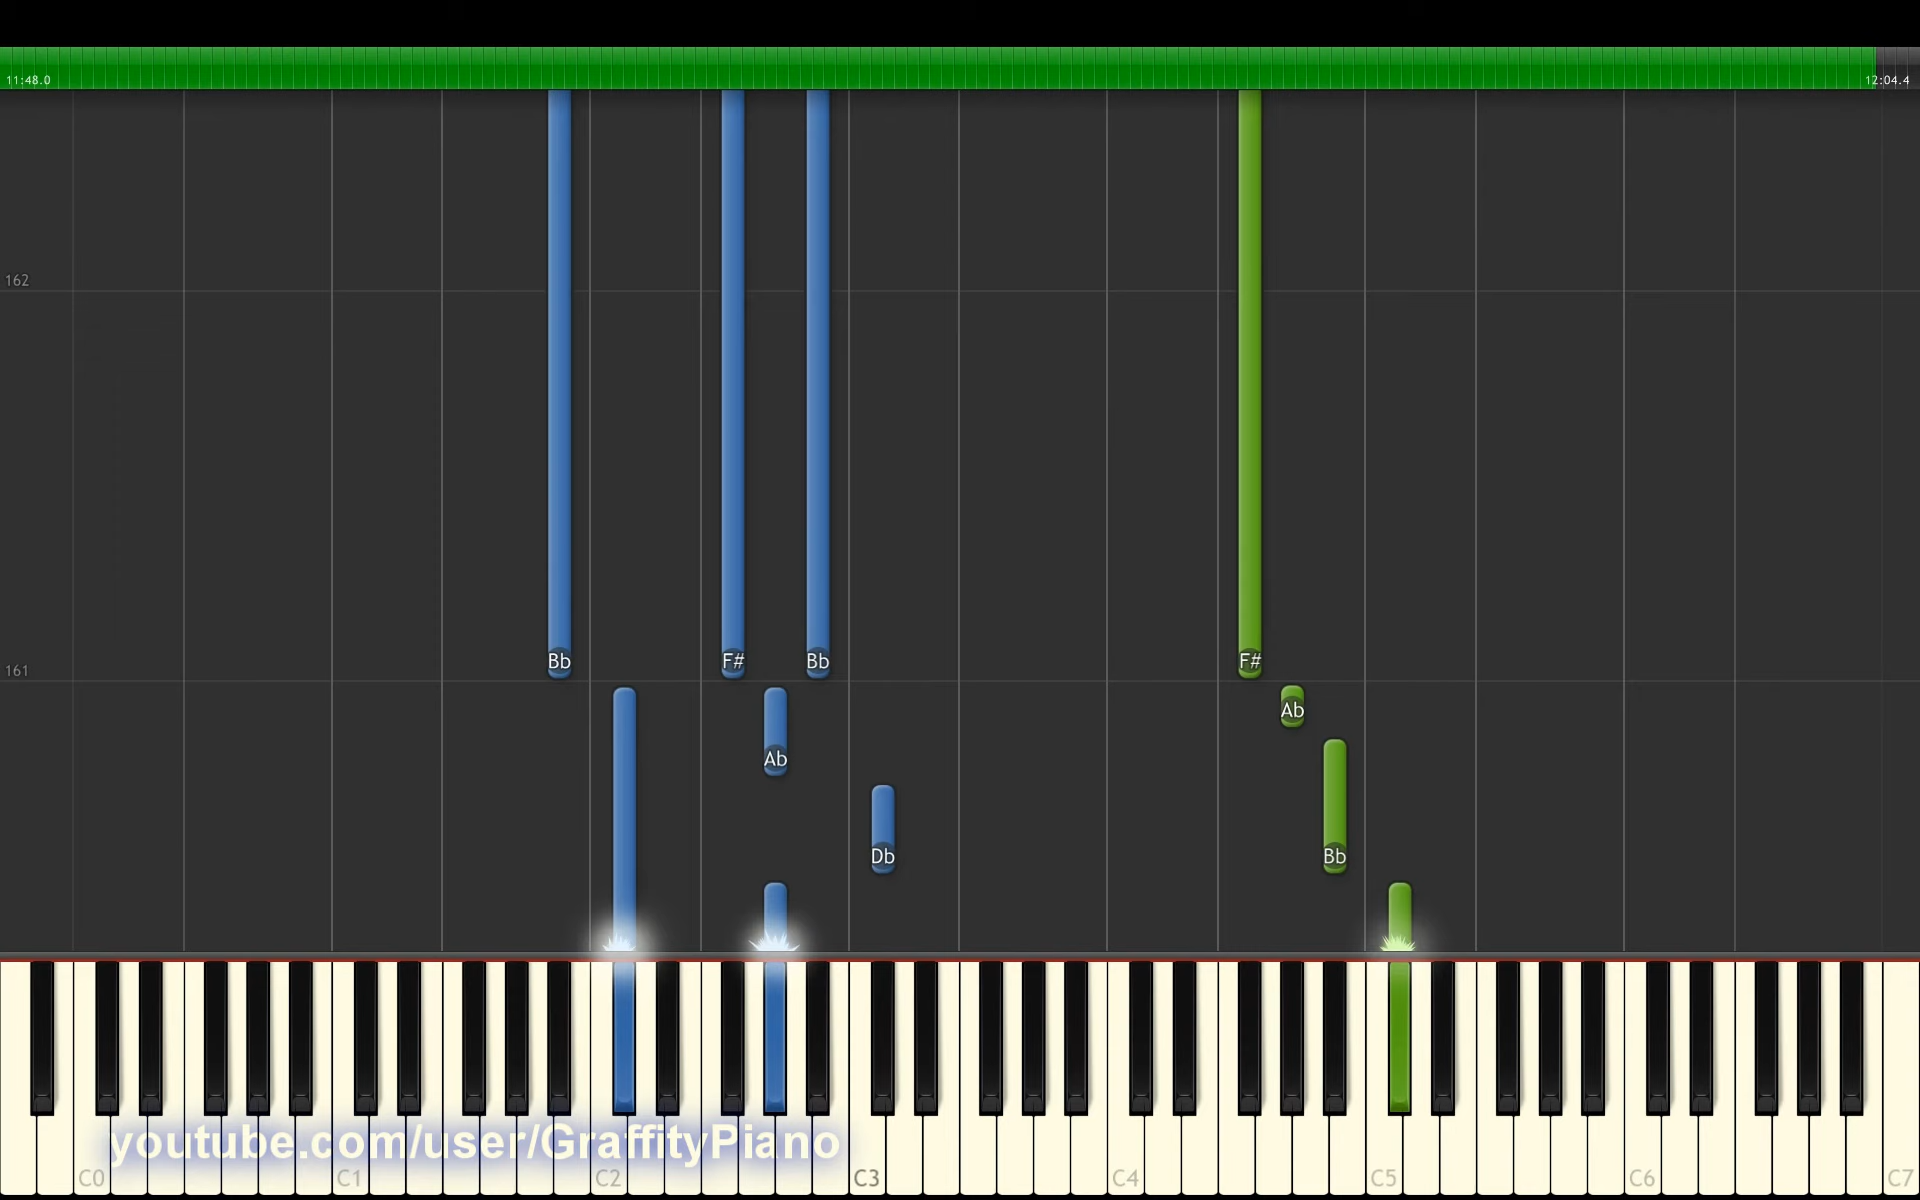 11:48.0 12:04.4
162
161
Bb F# Bb F#
Ab
Ab
Db Bb
youtube.com/user/GraffityPiano
C0 C1 C2 C3 C4 C5 C6 C7